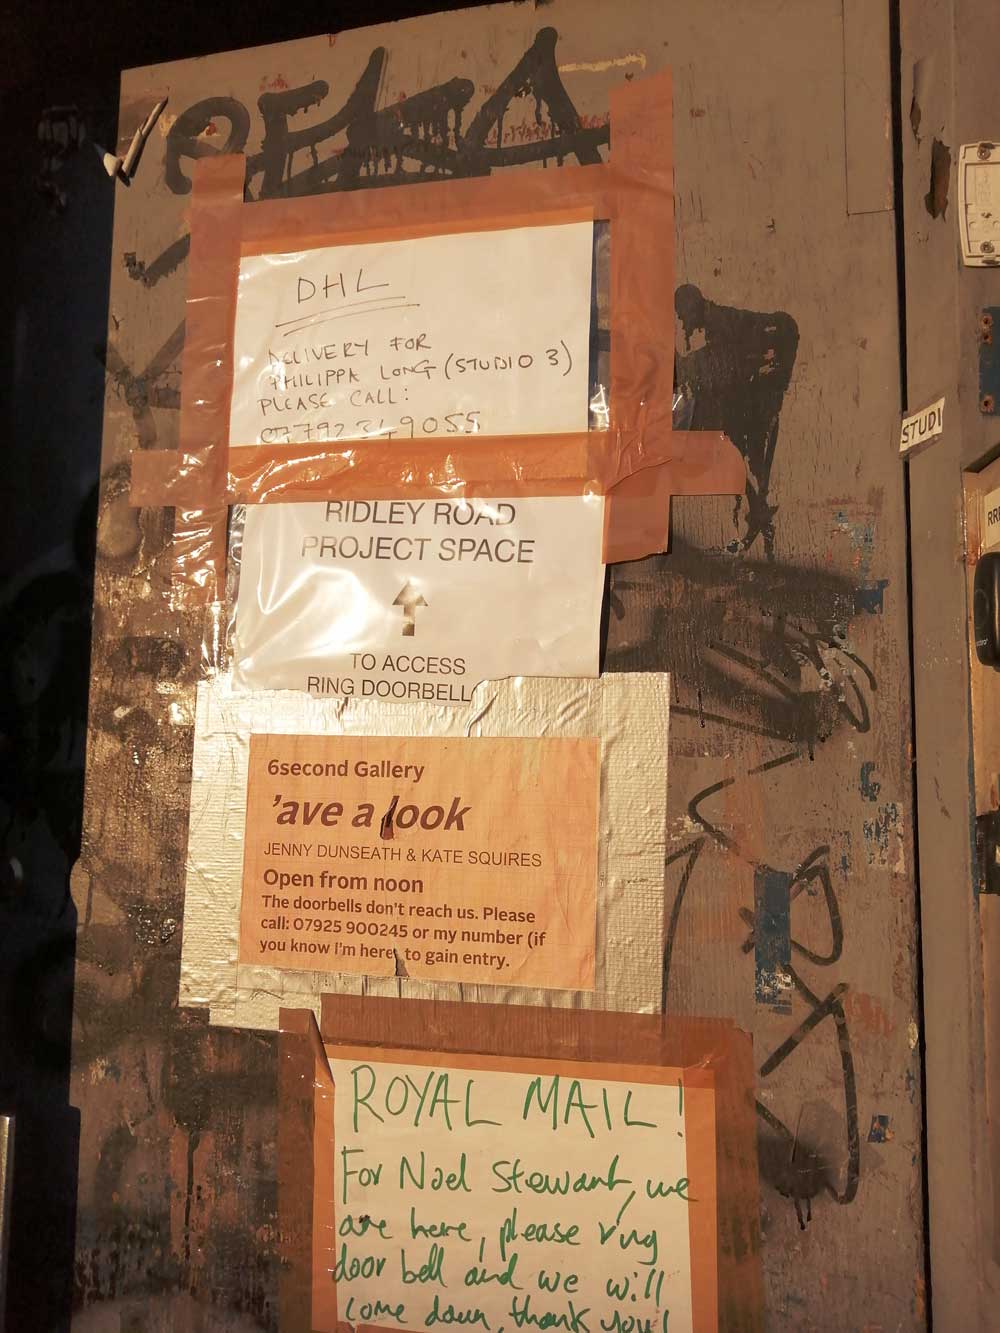 DHL
DELIVERY FOR
PHILIPPA LONG (STUDIO 3)
PLEASE CALL:
07792349055
RIDLEY ROAD
PROJECT SPACE
TO ACCESS
RING DOORBELL
6second Gallery
'ave a look
JENNY DUNSEATH & KATE SQUIRES
Open from noon
The doorbells don't reach us. Please
call: 07925 900245 or my number (if
you know I'm here) to gain entry.
ROYAL MAIL!
For Noel Stewart, we
are here, please ring
door bell and we will
come down, thank you!
STUDI